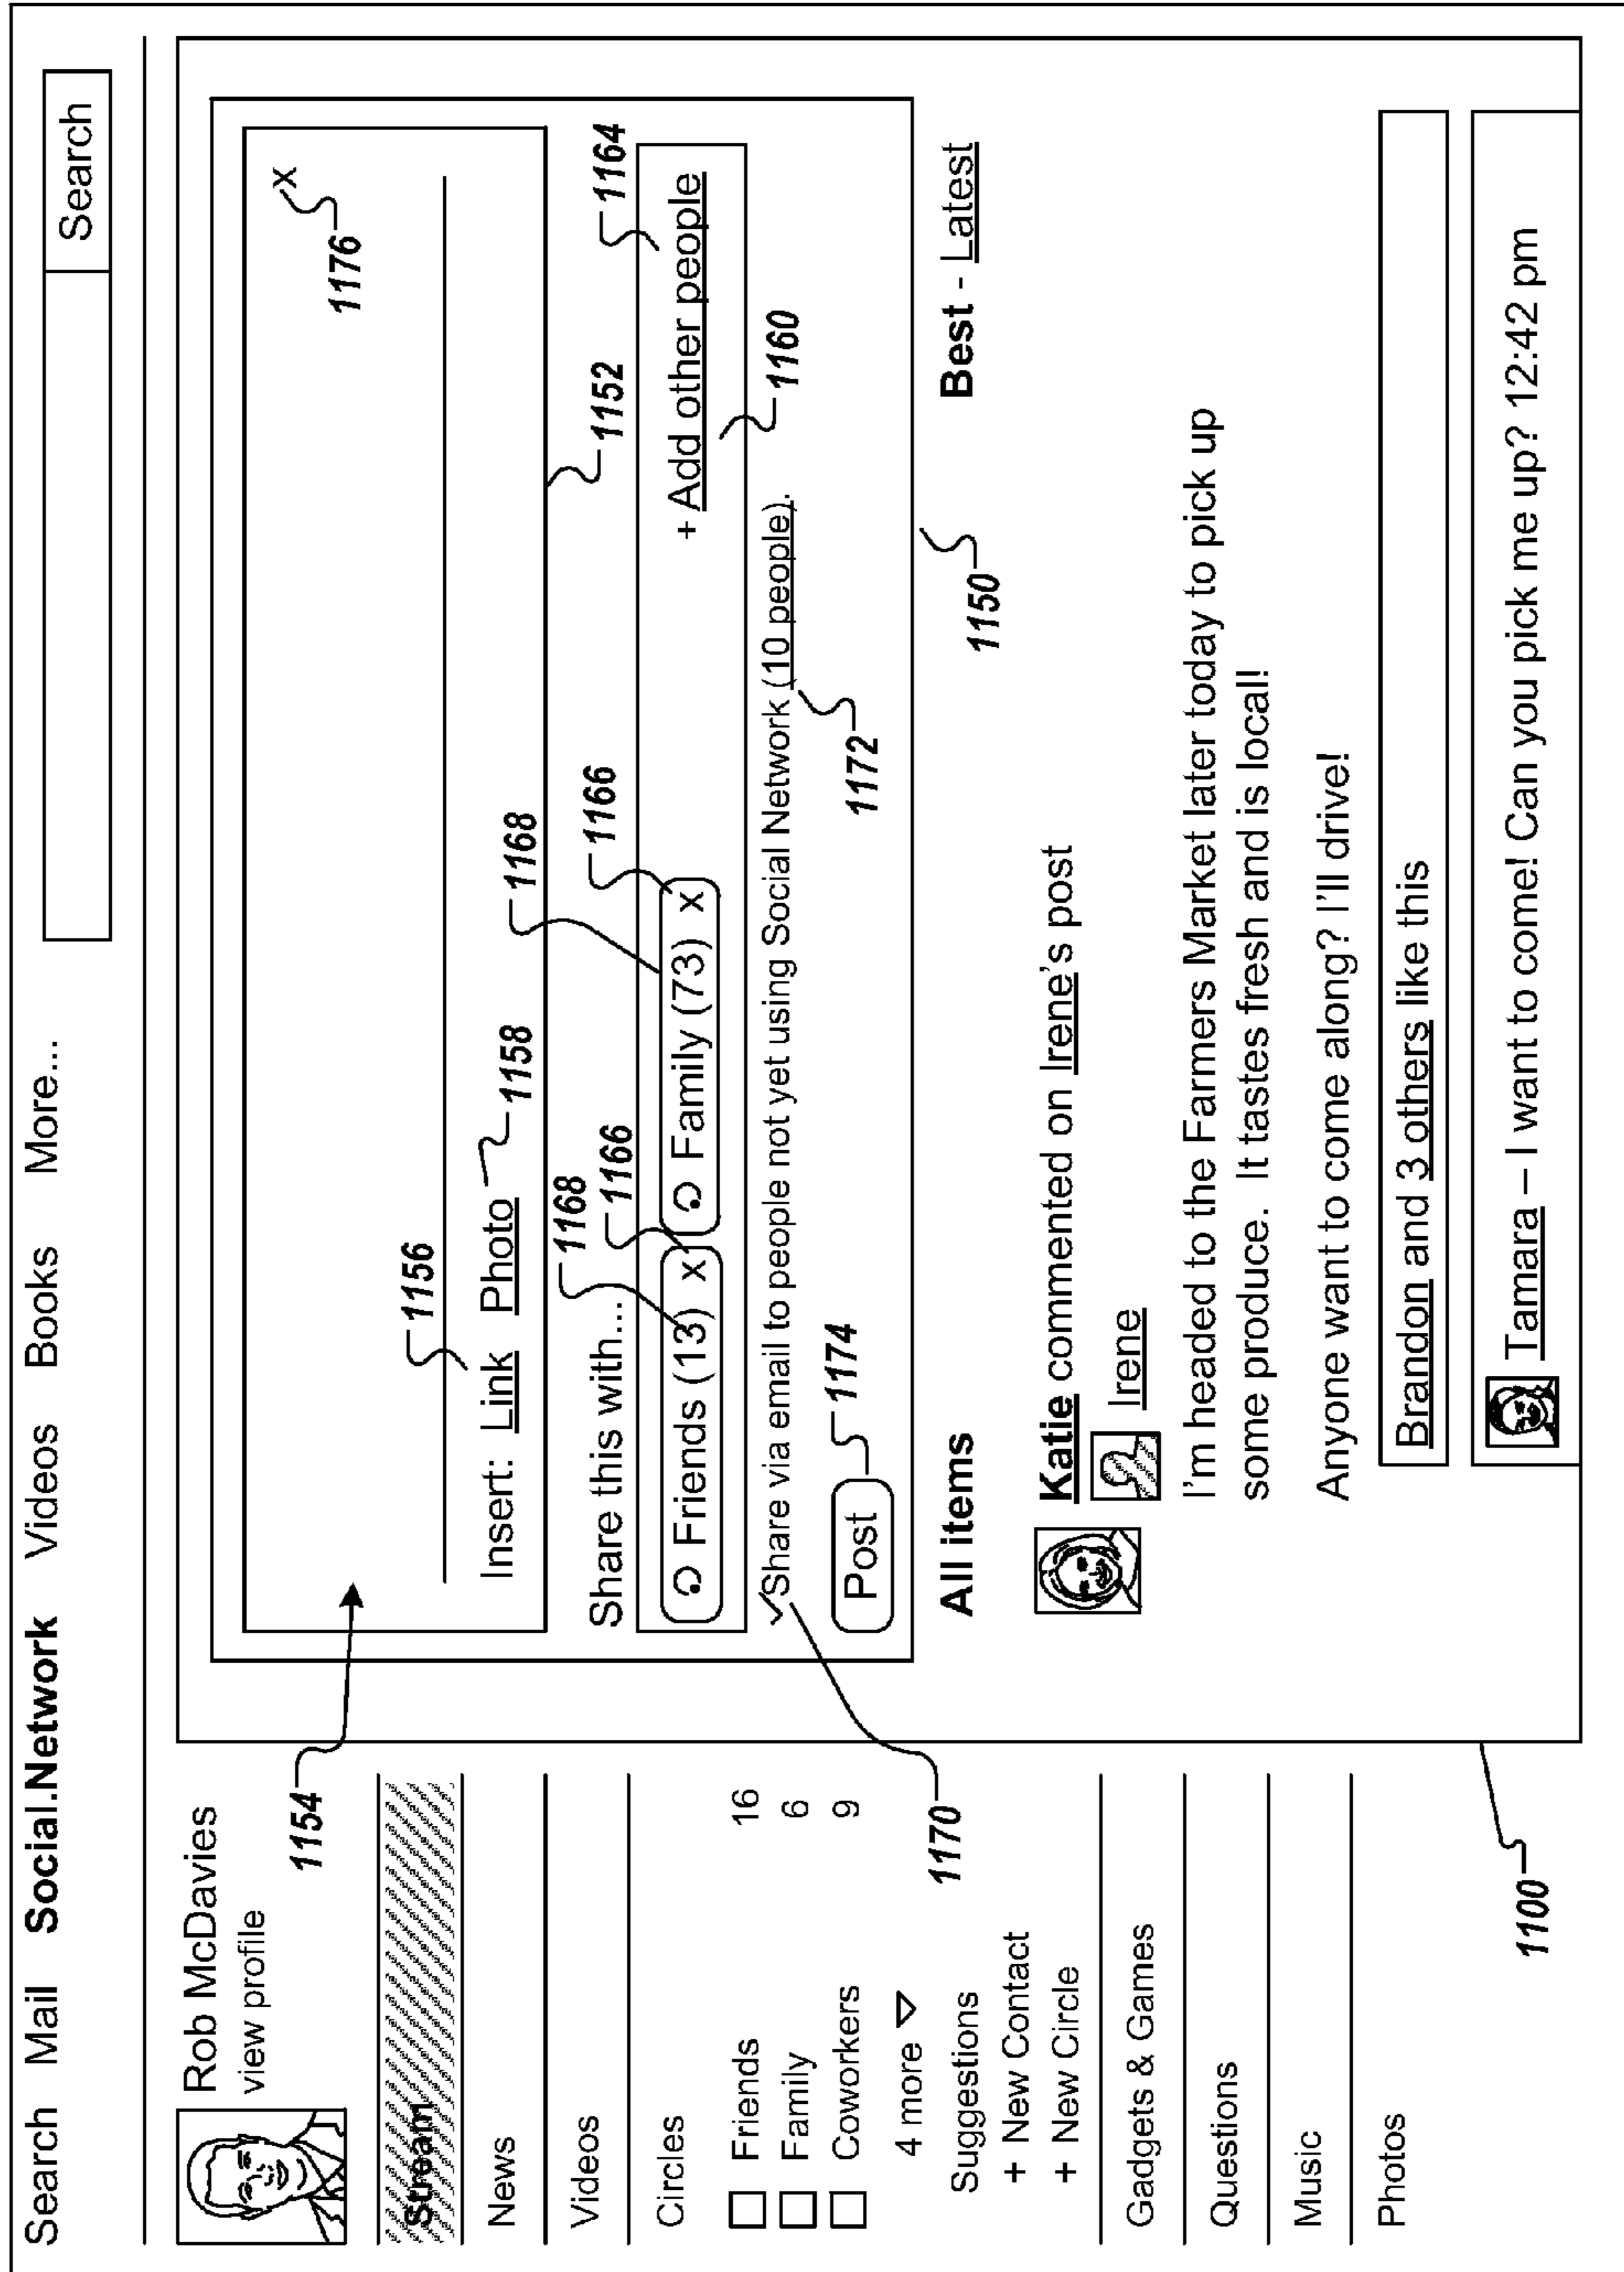 Search Mail Social.Network Videos Books More... Search
Rob McDavies
view profile
1154
Stream
News
Videos
Circles
Friends 16
Family 6
Coworkers 9
4 more
Suggestions
+ New Contact
+ New Circle
Gadgets & Games
Questions
Music
Photos
1170
1100
x
1176
1156
Insert: Link Photo
1158
1152
1168
1166
1168
1166
1164
Share this with...
Friends (13) x Family (73) x + Add other people
1160
Share via email to people not yet using Social Network (10 people).
1172
Post
1174
1150
All items Best - Latest
Katie commented on Irene's post
Irene
I'm headed to the Farmers Market later today to pick up
some produce. It tastes fresh and is local!
Anyone want to come along? I'll drive!
Brandon and 3 others like this
Tamara – I want to come! Can you pick me up? 12:42 pm